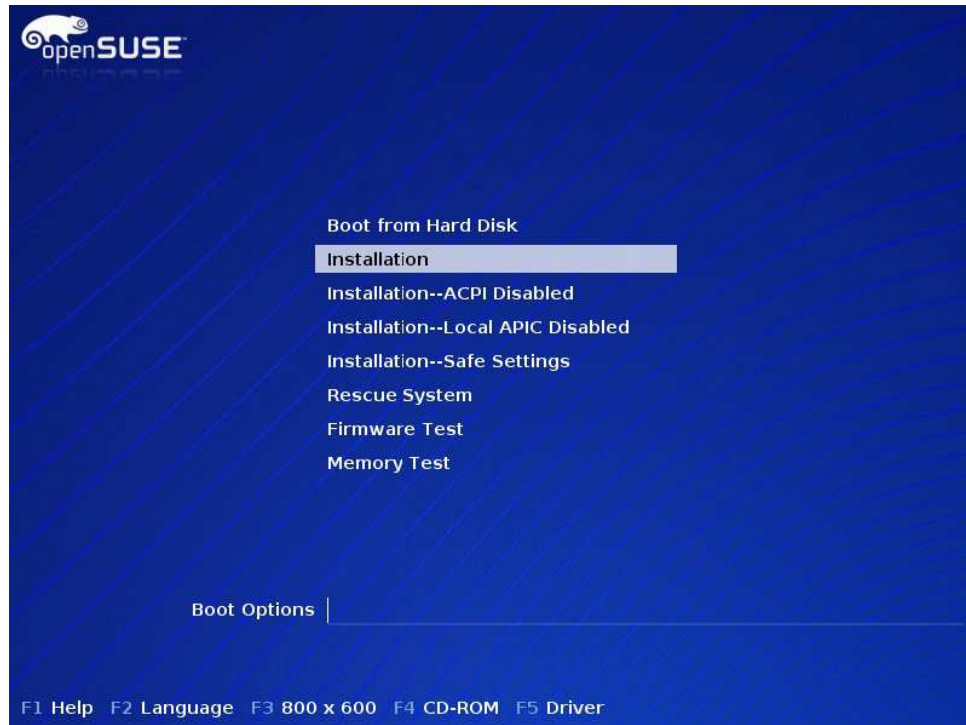 openSUSE
Boot from Hard Disk
Installation
Installation--ACPI Disabled
Installation--Local APIC Disabled
Installation--Safe Settings
Rescue System
Firmware Test
Memory Test
Boot Options
F1 Help F2 Language F3 800 x 600 F4 CD-ROM F5 Driver